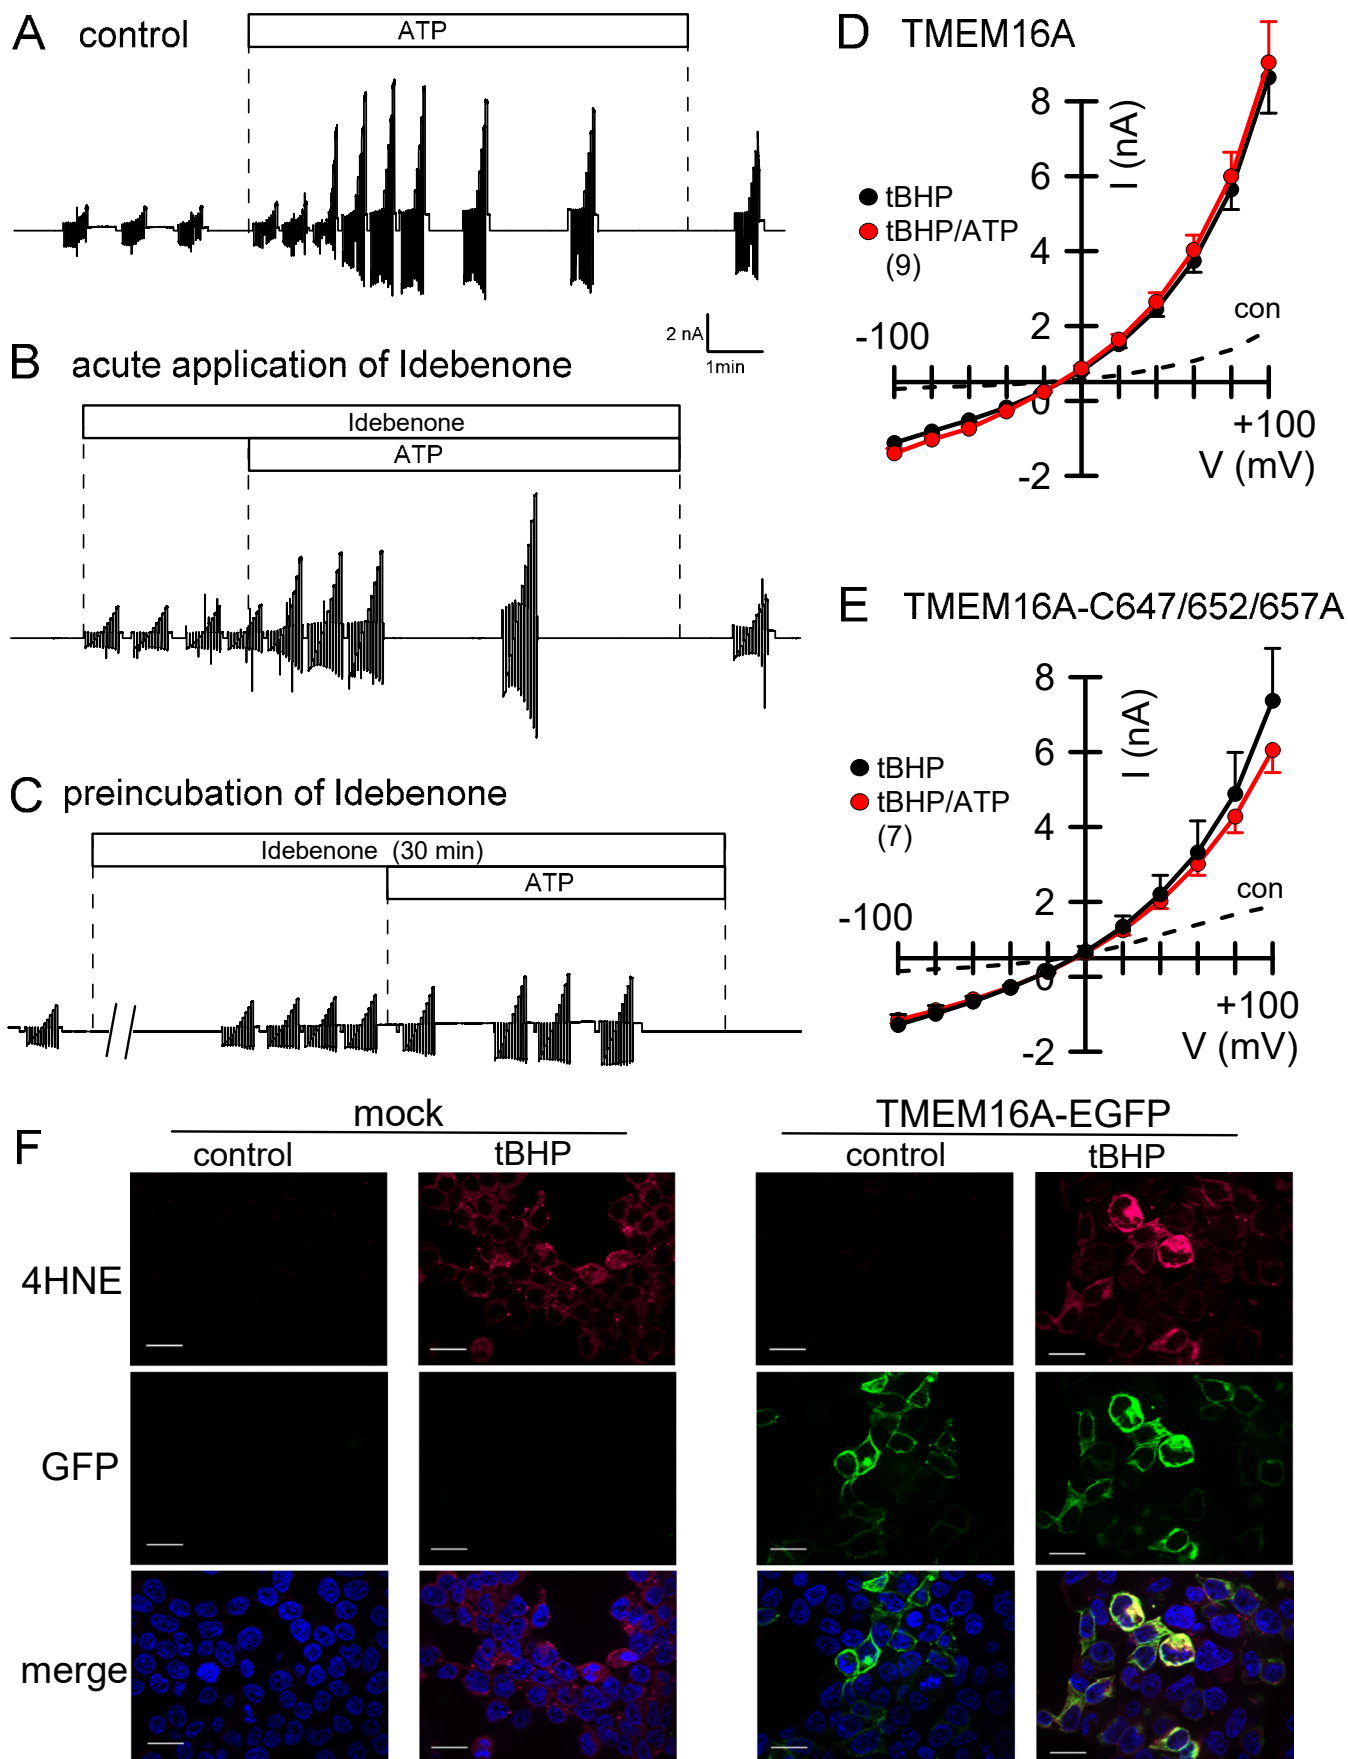 A control
ATP
2 nA
1min
B acute application of Idebenone
Idebenone
ATP
C preincubation of Idebenone
Idebenone (30 min)
ATP
D TMEM16A
8
6
4
2
0
-2
I (nA)
tBHP
tBHP/ATP
(9)
con
-100
+100
V (mV)
E TMEM16A-C647/652/657A
8
6
4
2
0
-2
I (nA)
tBHP
tBHP/ATP
(7)
con
-100
+100
V (mV)
F
mock
TMEM16A-EGFP
control
tBHP
control
tBHP
4HNE
GFP
merge